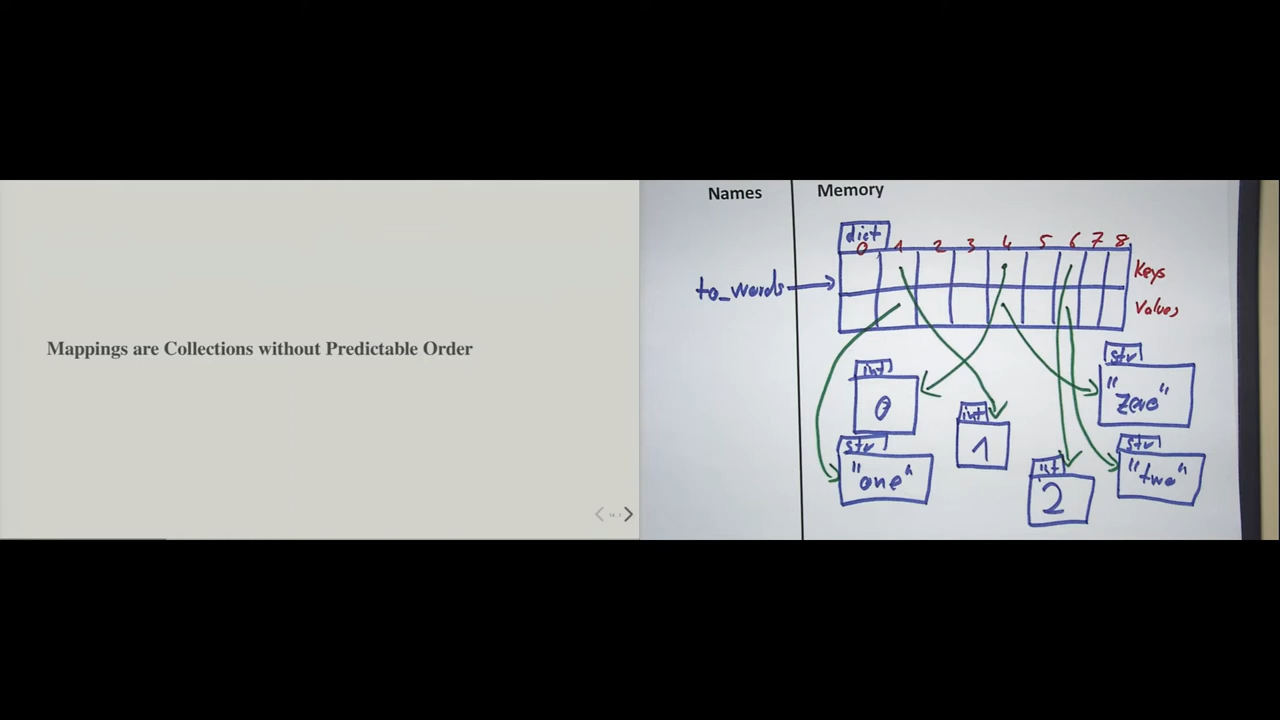 Mappings are Collections without Predictable Order
Names
Memory
dict
0 1 2 3 4 5 6 7 8
Keys
to_words
Values
int
0
str
"zero"
int
1
str
"one"
int
2
str
"two"